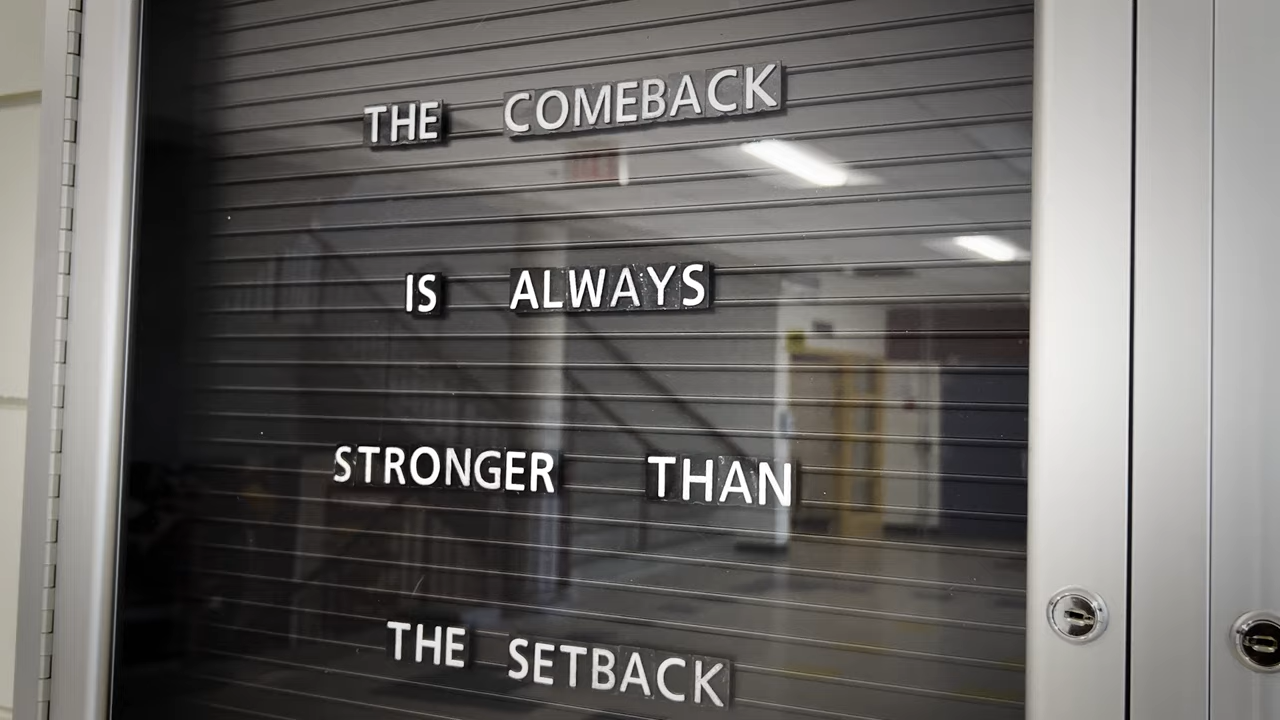 THE COMEBACK
IS ALWAYS
STRONGER THAN
THE SETBACK